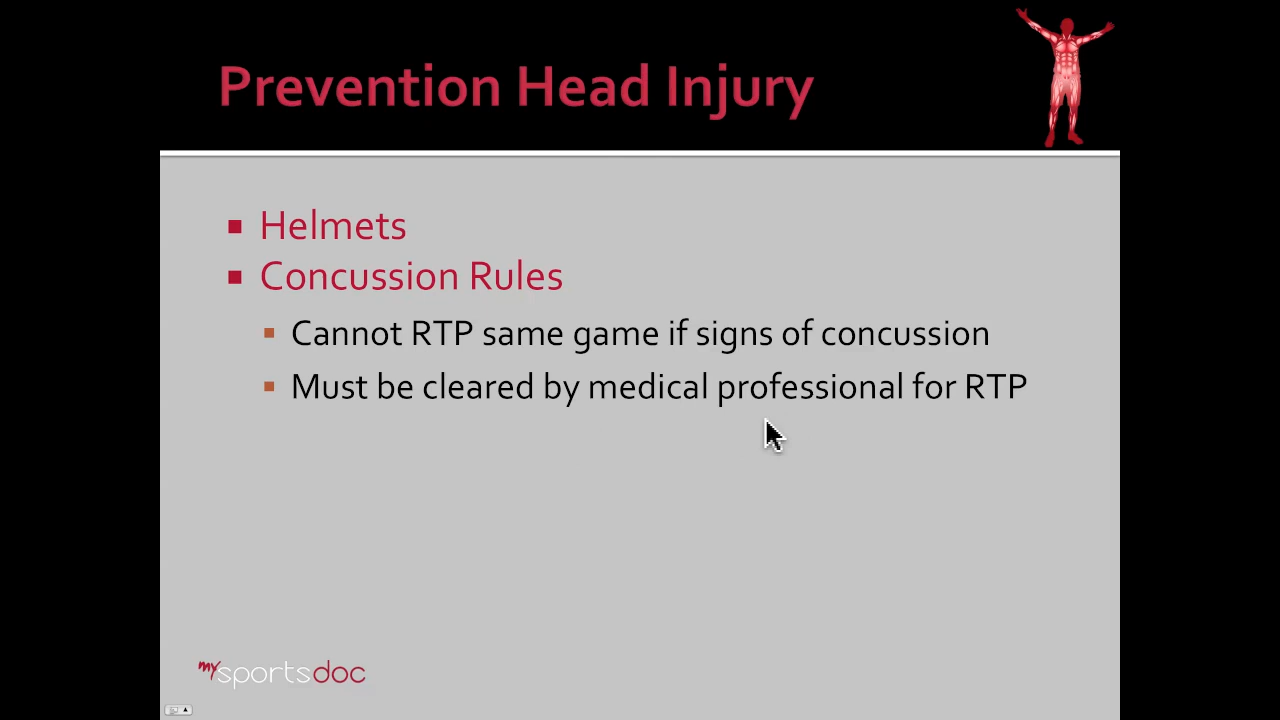 Prevention Head Injury
Helmets
Concussion Rules
Cannot RTP same game if signs of concussion
Must be cleared by medical professional for RTP
mysportsdoc